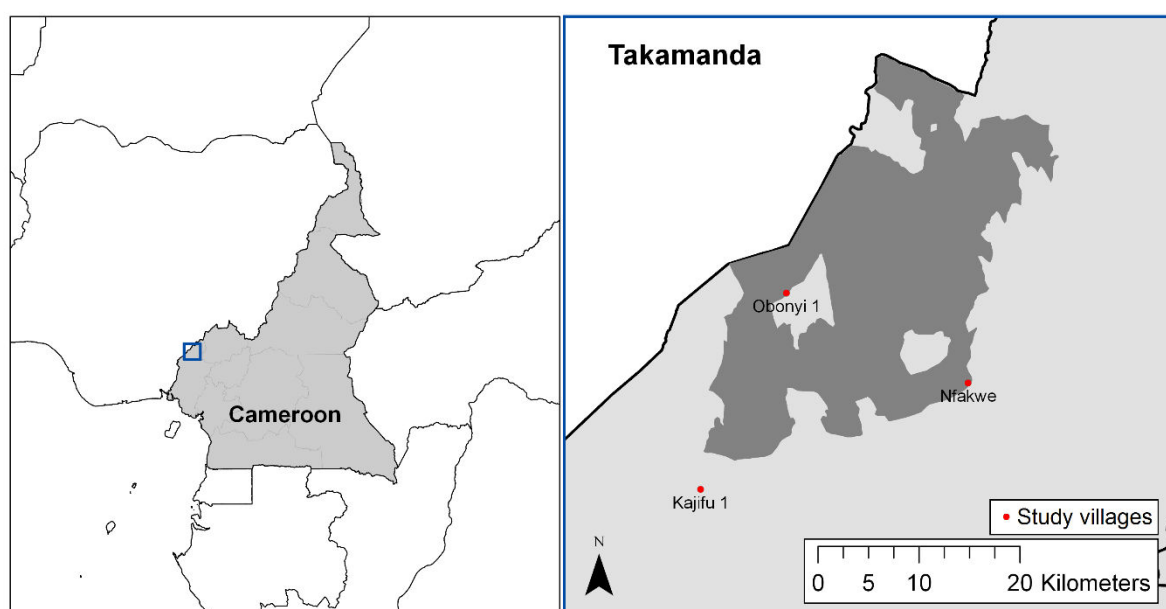 Cameroon
Takamanda
Obonyi 1
Nfakwe
Kajifu 1
N
Study villages
0 5 10 20 Kilometers